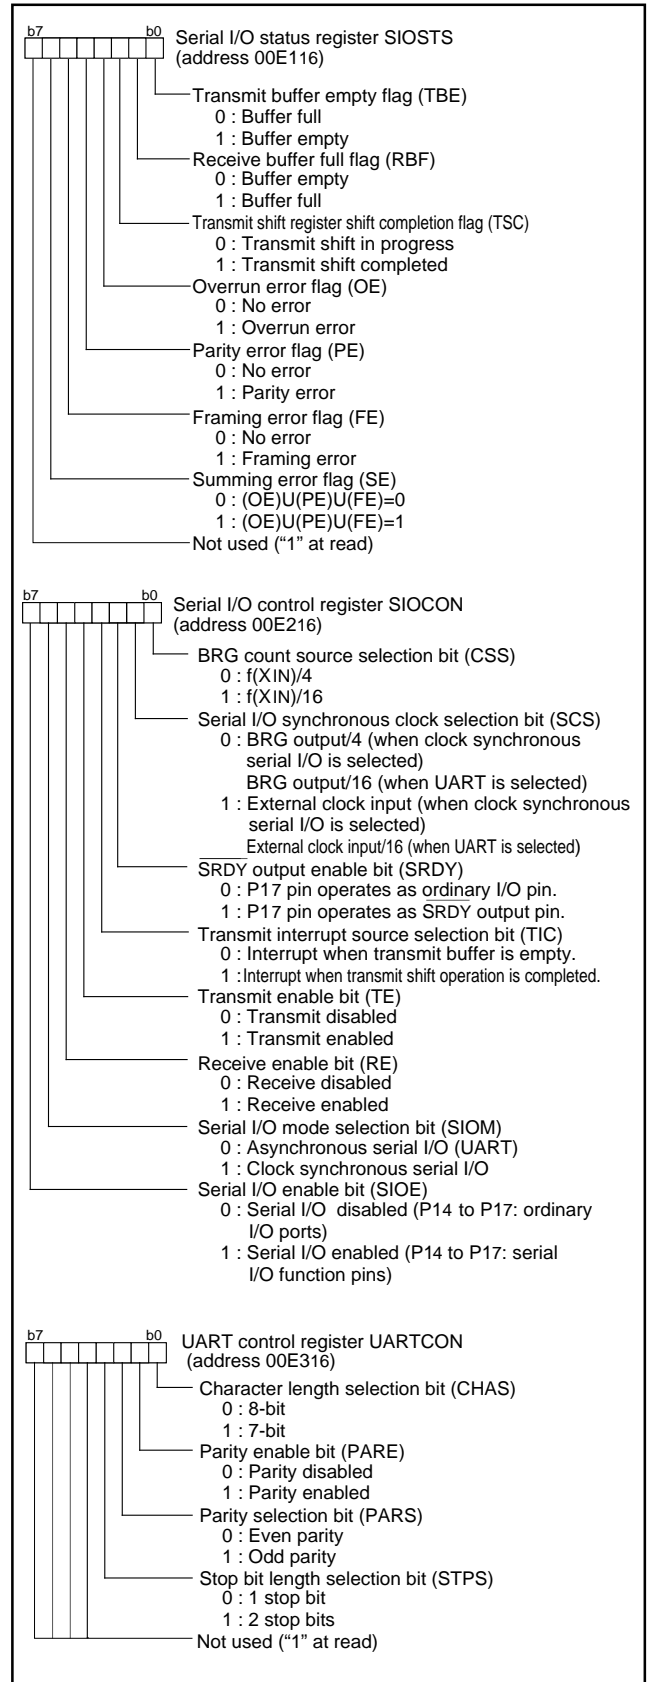 b7 b0 Serial I/O status register SIOSTS
(address 00E116)
Transmit buffer empty flag (TBE)
0 : Buffer full
1 : Buffer empty
Receive buffer full flag (RBF)
0 : Buffer empty
1 : Buffer full
Transmit shift register shift completion flag (TSC)
0 : Transmit shift in progress
1 : Transmit shift completed
Overrun error flag (OE)
0 : No error
1 : Overrun error
Parity error flag (PE)
0 : No error
1 : Parity error
Framing error flag (FE)
0 : No error
1 : Framing error
Summing error flag (SE)
0 : (OE)U(PE)U(FE)=0
1 : (OE)U(PE)U(FE)=1
Not used (“1” at read)
b7 b0 Serial I/O control register SIOCON
(address 00E216)
BRG count source selection bit (CSS)
0 : f(XIN)/4
1 : f(XIN)/16
Serial I/O synchronous clock selection bit (SCS)
0 : BRG output/4 (when clock synchronous
serial I/O is selected)
BRG output/16 (when UART is selected)
1 : External clock input (when clock synchronous
serial I/O is selected)
External clock input/16 (when UART is selected)
SRDY output enable bit (SRDY)
0 : P17 pin operates as ordinary I/O pin.
1 : P17 pin operates as SRDY output pin.
Transmit interrupt source selection bit (TIC)
0 : Interrupt when transmit buffer is empty.
1 : Interrupt when transmit shift operation is completed.
Transmit enable bit (TE)
0 : Transmit disabled
1 : Transmit enabled
Receive enable bit (RE)
0 : Receive disabled
1 : Receive enabled
Serial I/O mode selection bit (SIOM)
0 : Asynchronous serial I/O (UART)
1 : Clock synchronous serial I/O
Serial I/O enable bit (SIOE)
0 : Serial I/O disabled (P14 to P17: ordinary
I/O ports)
1 : Serial I/O enabled (P14 to P17: serial
I/O function pins)
b7 b0 UART control register UARTCON
(address 00E316)
Character length selection bit (CHAS)
0 : 8-bit
1 : 7-bit
Parity enable bit (PARE)
0 : Parity disabled
1 : Parity enabled
Parity selection bit (PARS)
0 : Even parity
1 : Odd parity
Stop bit length selection bit (STPS)
0 : 1 stop bit
1 : 2 stop bits
Not used (“1” at read)